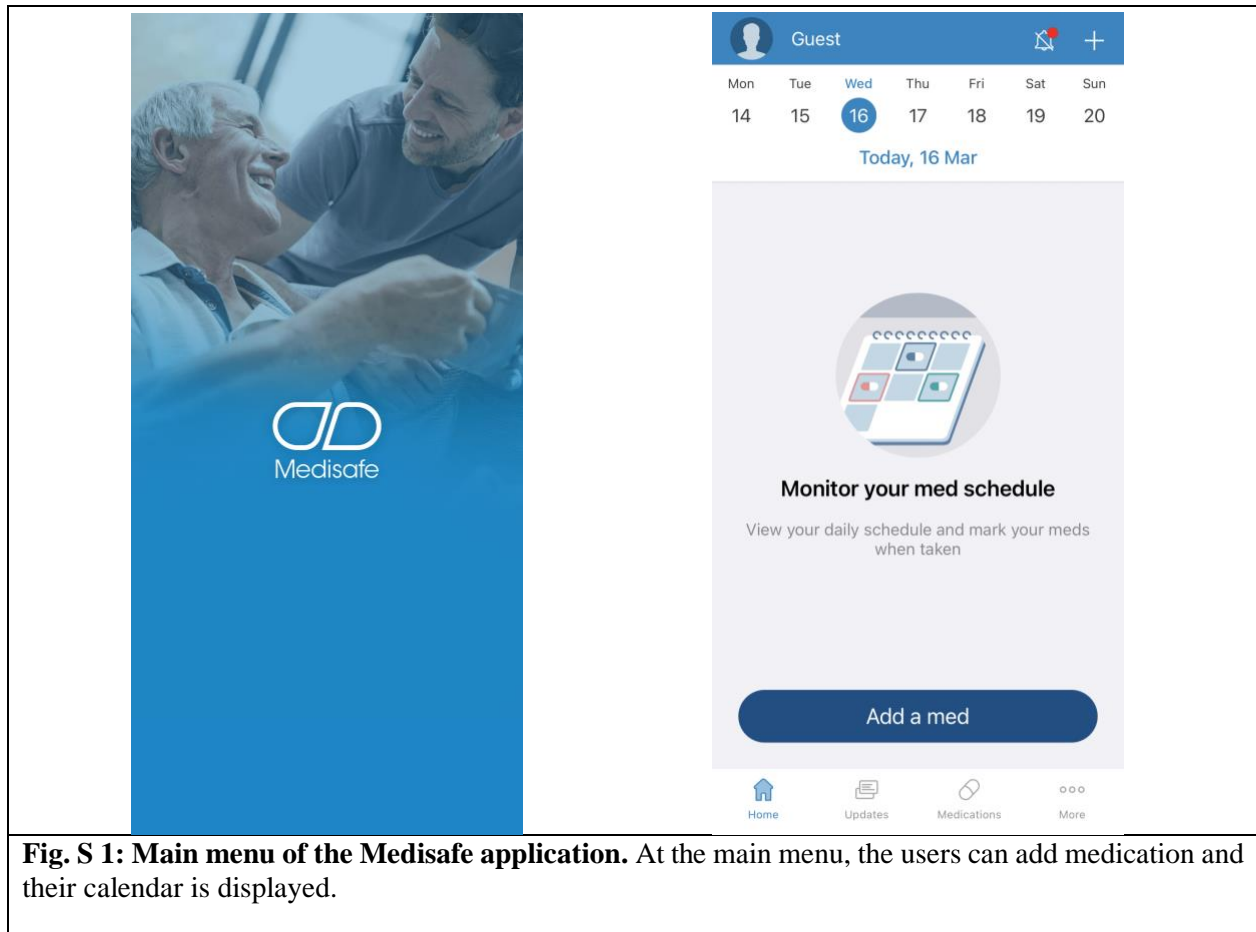 Medisafe
Guest
Mon Tue Wed Thu Fri Sat Sun
14 15 16 17 18 19 20
Today, 16 Mar
Monitor your med schedule
View your daily schedule and mark your meds
when taken
Add a med
Home Updates Medications More
Fig. S 1: Main menu of the Medisafe application. At the main menu, the users can add medication and
their calendar is displayed.